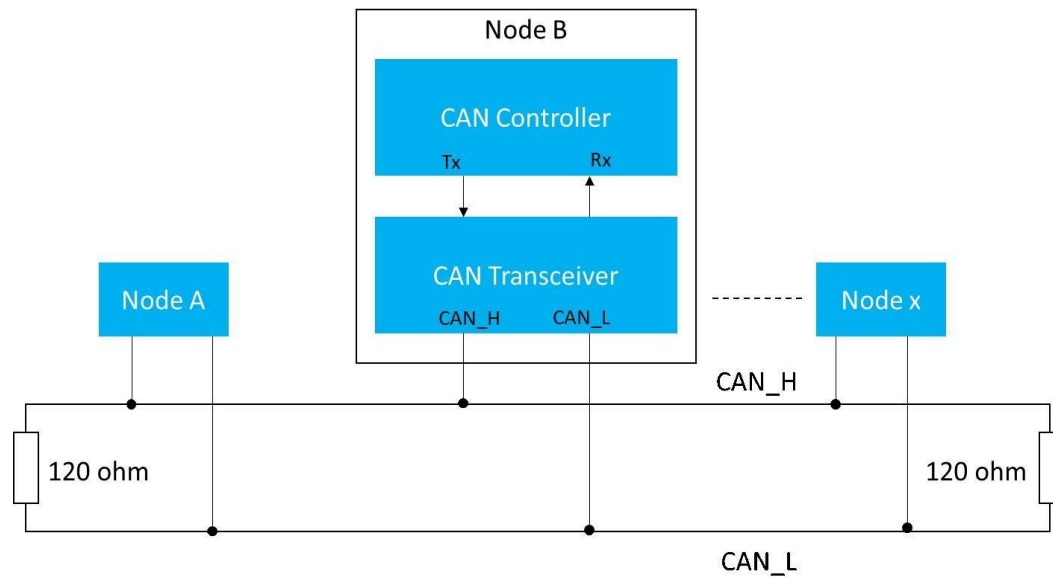 Node B
CAN Controller
Tx
Rx
CAN Transceiver
CAN_H
CAN_L
Node A
Node x
CAN_H
120 ohm
120 ohm
CAN_L